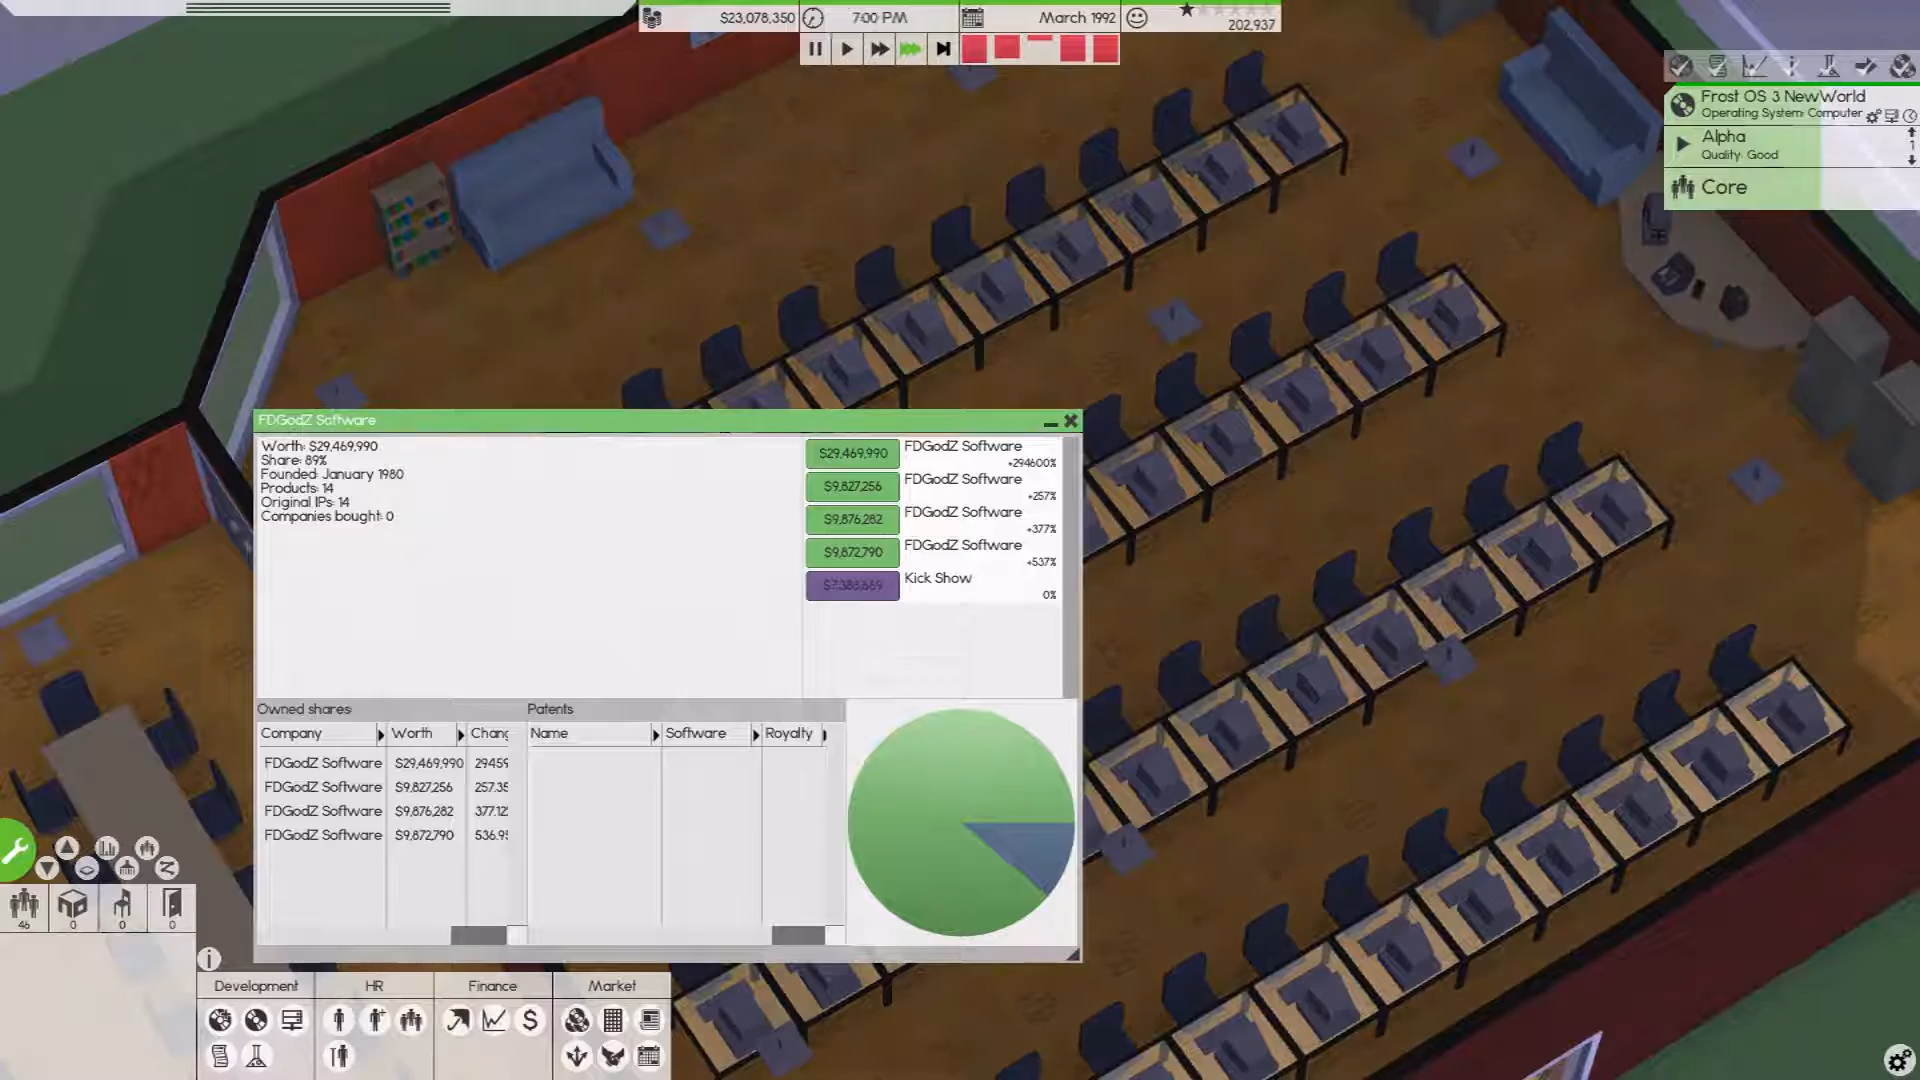 $23,078,350
7:00 PM
March 1992
202,937
Frost OS 3 NewWorld
Operating System: Computer
Alpha
Quality: Good
1
Core
FDGodZ Software
Worth: $29,469,990
Share: 89%
Founded: January 1980
Products: 14
Original IPs: 14
Companies bought: 0
$29,469,990 FDGodZ Software
+294600%
$9,827,256 FDGodZ Software
+257%
$9,876,282 FDGodZ Software
+377%
$9,872,790 FDGodZ Software
+537%
Kick Show
0%
Owned shares
Company Worth Chang
FDGodZ Software $29,469,990 29459
FDGodZ Software $9,827,256 257.35
FDGodZ Software $9,876,282 377.12
FDGodZ Software $9,872,790 536.95
Patents
Name Software Royalty
46 0 0 0
Development HR Finance Market